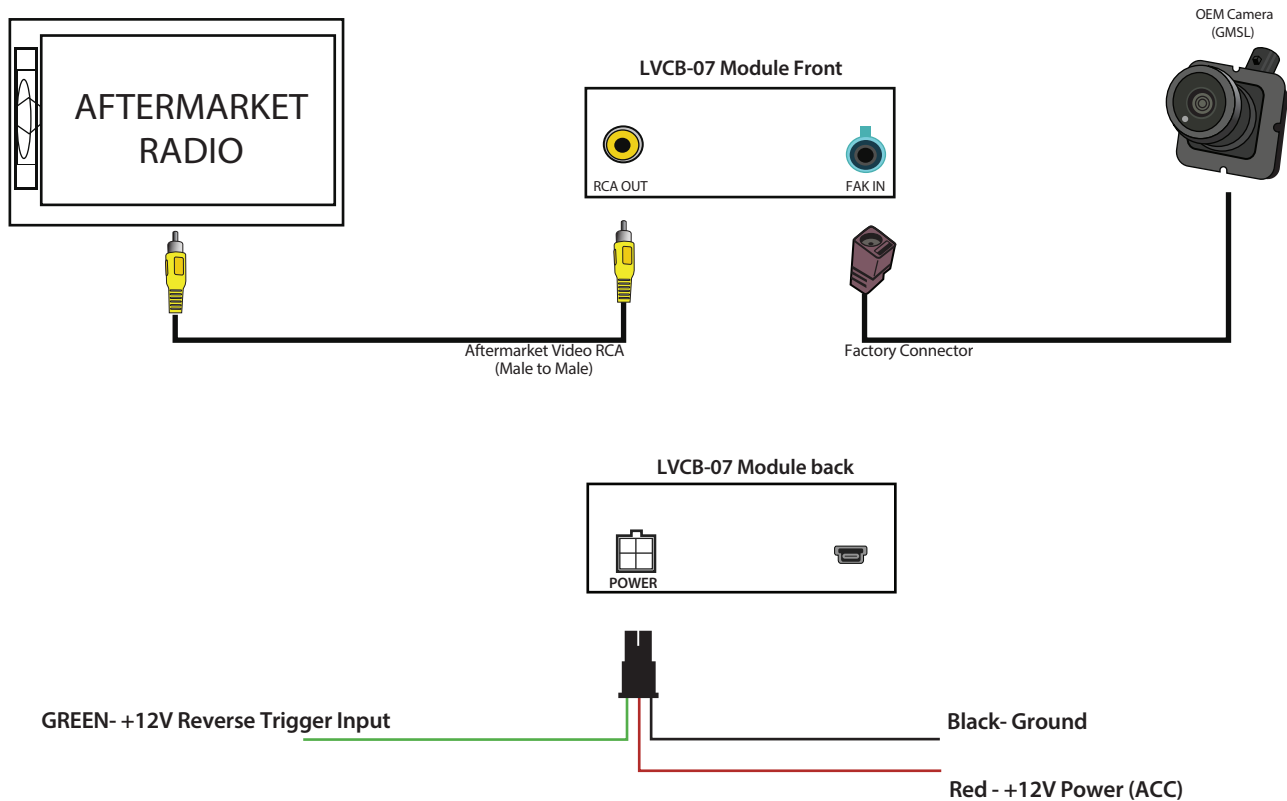 OEM Camera
(GMSL)
LVCB-07 Module Front
AFTERMARKET
RADIO
RCA OUT
FAK IN
Aftermarket Video RCA
(Male to Male)
Factory Connector
LVCB-07 Module back
POWER
GREEN- +12V Reverse Trigger Input
Black- Ground
Red - +12V Power (ACC)